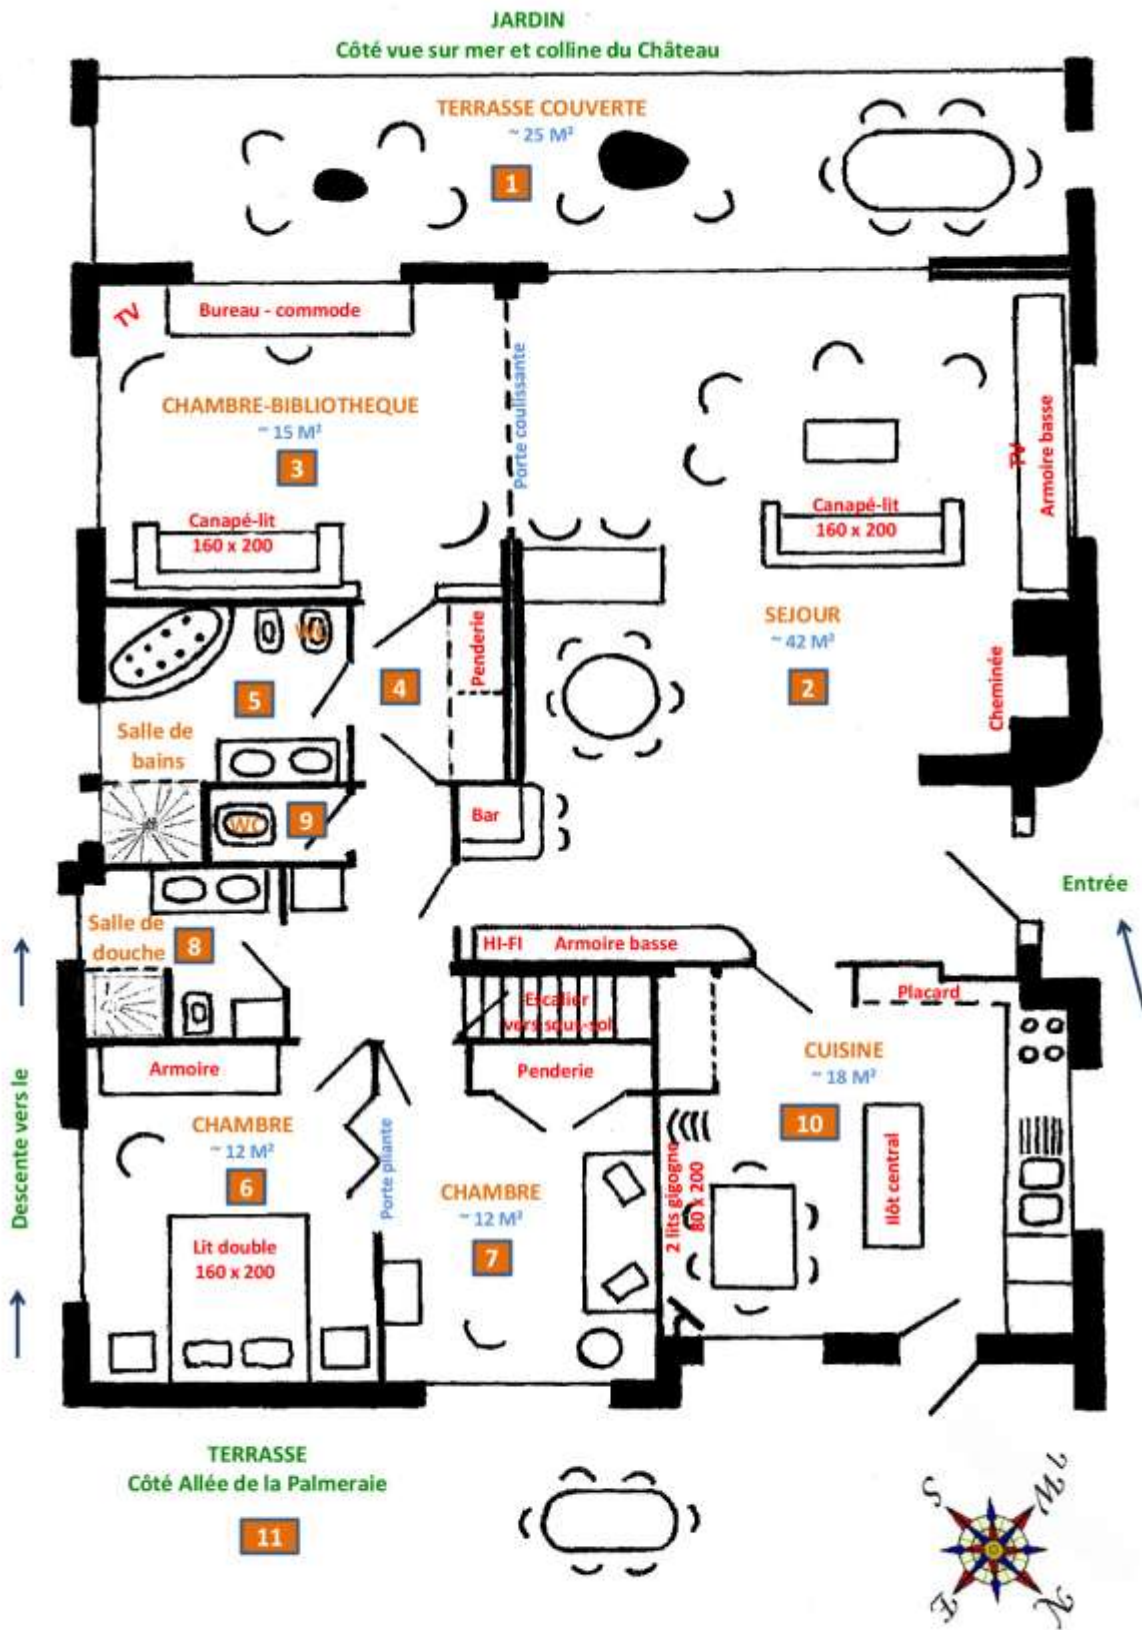 JARDIN
Côté vue sur mer et colline du Château
TERRASSE COUVERTE
~ 25 M²
1
TV
Bureau - commode
CHAMBRE-BIBLIOTHEQUE
~ 15 M²
3
Canapé-lit
160 x 200
Porte coulissante
Canapé-lit
160 x 200
TV
Armoire basse
SEJOUR
~ 42 M²
2
Cheminée
WC
5
Salle de
bains
4
Penderie
WC
9
Bar
Entrée
Salle de
douche
8
HI-FI
Armoire basse
Escalier
vers sous-sol
Placard
Armoire
Penderie
CUISINE
~ 18 M²
10
Ilôt central
Descente vers le
CHAMBRE
~ 12 M²
6
Lit double
160 x 200
Porte pliante
CHAMBRE
~ 12 M²
7
2 lits gigogne
80 x 200
TERRASSE
Côté Allée de la Palmeraie
11
S
W
E
N